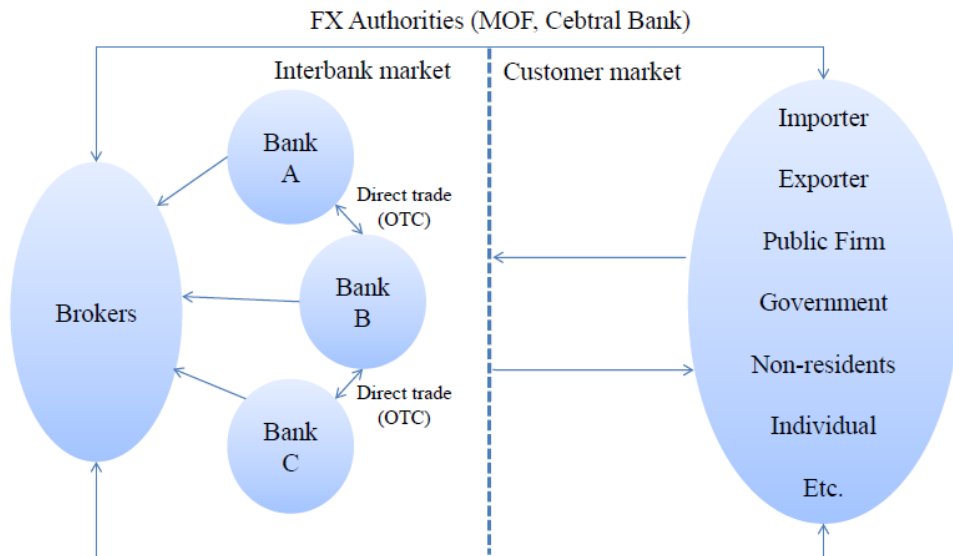 FX Authorities (MOF, Cebtral Bank)
Interbank market
Customer market
Bank
A
Direct trade
(OTC)
Bank
B
Direct trade
(OTC)
Bank
C
Brokers
Importer
Exporter
Public Firm
Government
Non-residents
Individual
Etc.